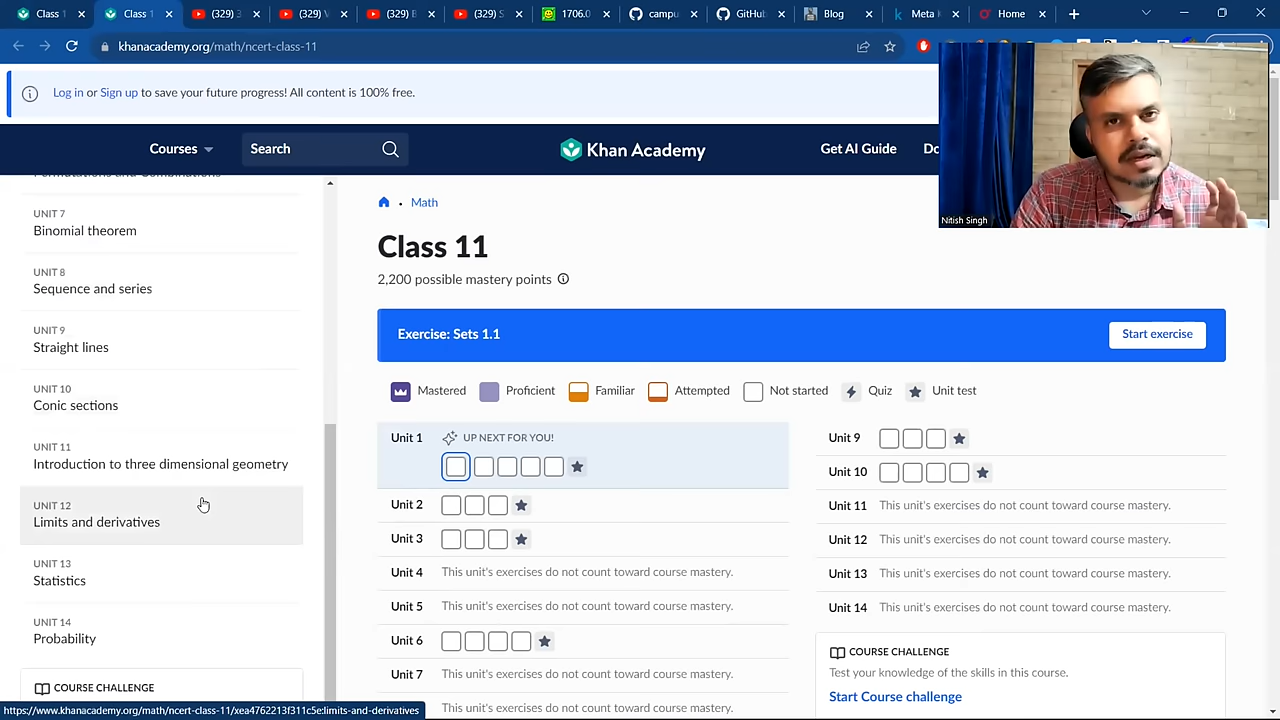 Class 1
Class 1
(329) 3
(329) V
(329) E
(329) S
1706.0
campu
GitHub
Blog
Meta
Home
khanacademy.org/math/ncert-class-11
Log in or Sign up to save your future progress! All content is 100% free.
Courses
Search
Khan Academy
Get AI Guide
Do
Nitish Singh
Permutations and Combinations
UNIT 7
Binomial theorem
UNIT 8
Sequence and series
UNIT 9
Straight lines
UNIT 10
Conic sections
UNIT 11
Introduction to three dimensional geometry
UNIT 12
Limits and derivatives
UNIT 13
Statistics
UNIT 14
Probability
COURSE CHALLENGE
https://www.khanacademy.org/math/ncert-class-11/xea4762213f311c5e:limits-and-derivatives
Math
Class 11
2,200 possible mastery points
Exercise: Sets 1.1
Start exercise
Mastered
Proficient
Familiar
Attempted
Not started
Quiz
Unit test
Unit 1
UP NEXT FOR YOU!
Unit 2
Unit 3
Unit 4 This unit's exercises do not count toward course mastery.
Unit 5 This unit's exercises do not count toward course mastery.
Unit 6
Unit 7 This unit's exercises do not count toward course mastery.
This unit's exercises do not count toward course mastery.
Unit 9
Unit 10
Unit 11 This unit's exercises do not count toward course mastery.
Unit 12 This unit's exercises do not count toward course mastery.
Unit 13 This unit's exercises do not count toward course mastery.
Unit 14 This unit's exercises do not count toward course mastery.
COURSE CHALLENGE
Test your knowledge of the skills in this course.
Start Course challenge